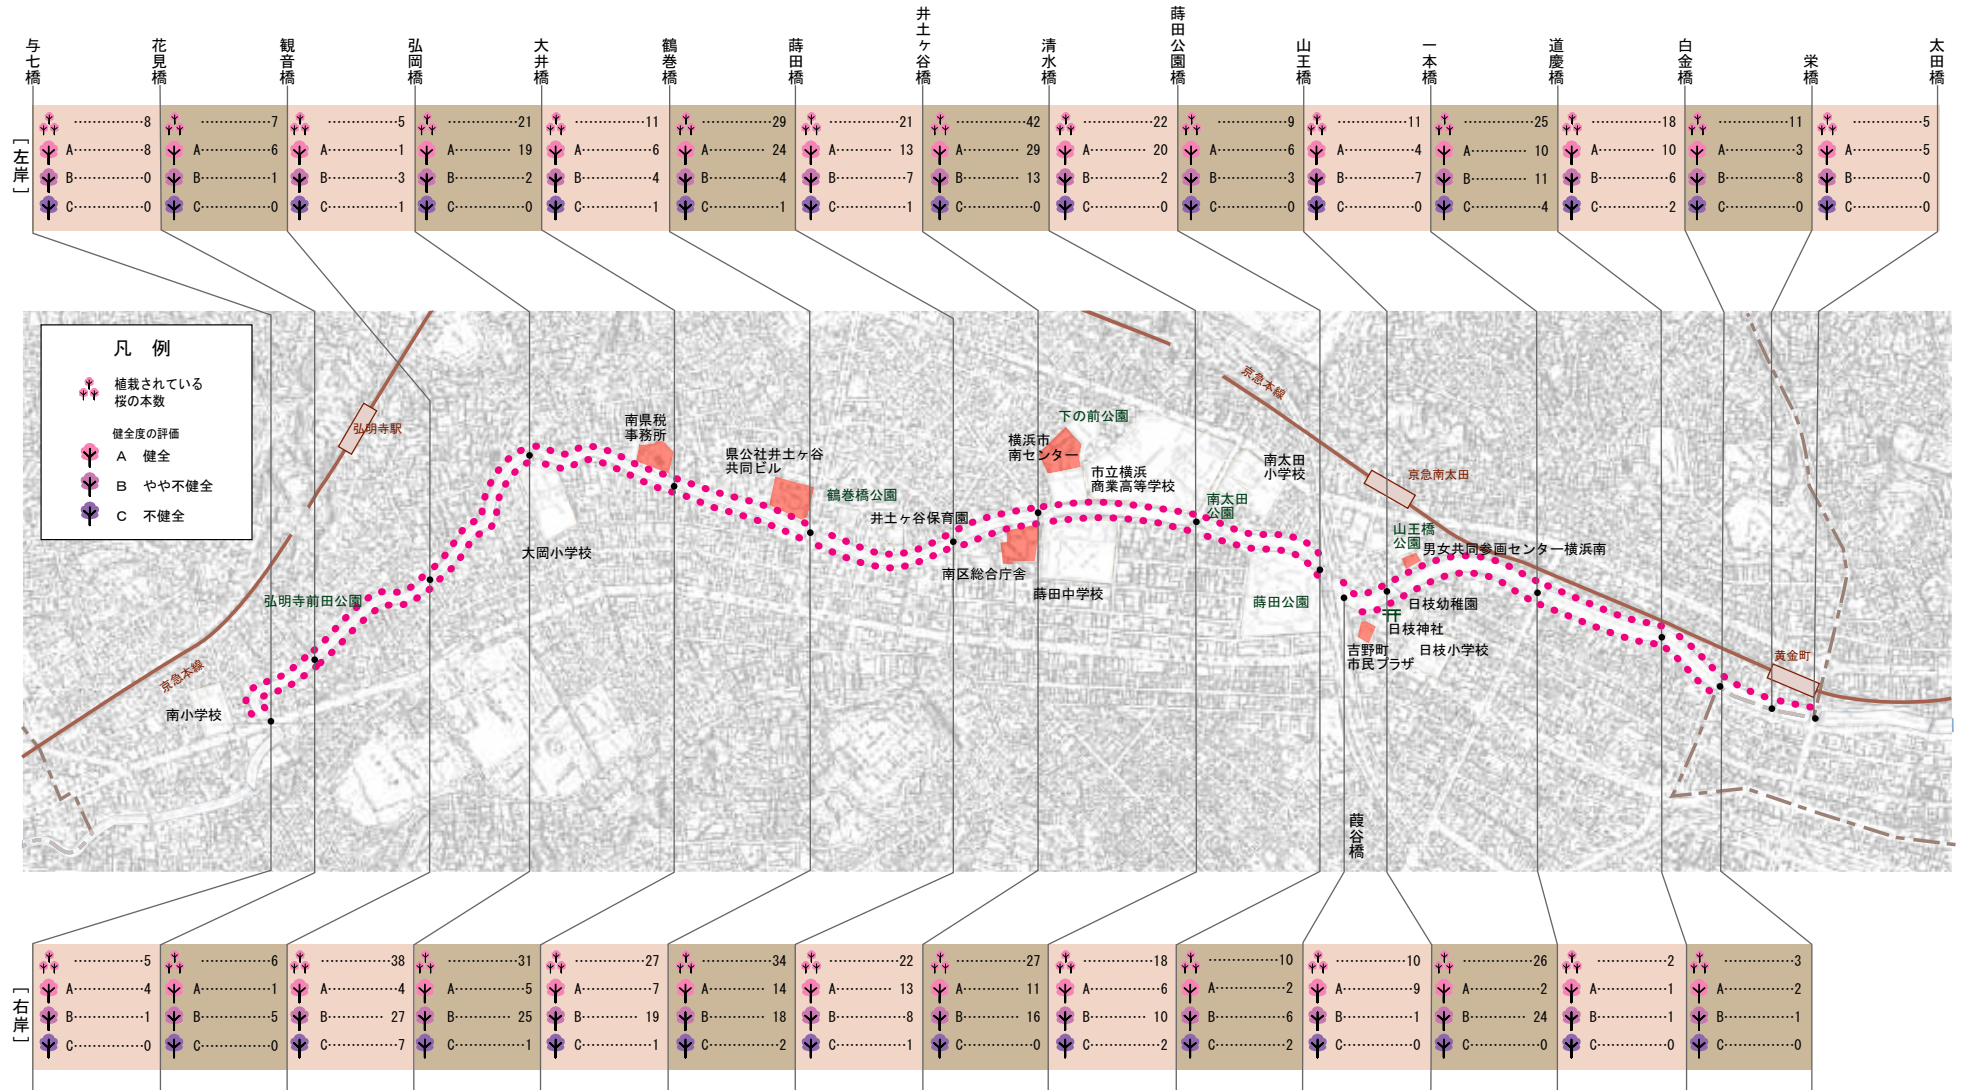 与七橋
花見橋
観音橋
弘岡橋
大井橋
鶴巻橋
蒔田橋
井土ヶ谷橋
清水橋
蒔田公園橋
山王橋
一本橋
道慶橋
白金橋
栄橋
太田橋
［左岸］
…………8 …………7 …………5 …………21 …………11 …………29 …………21 …………42 …………22 …………9 …………11 …………25 …………18 …………11 …………5
A…………8 A…………6 A…………1 A…………19 A…………6 A…………24 A…………13 A…………29 A…………20 A…………6 A…………4 A…………10 A…………10 A…………3 A…………5
B…………0 B…………1 B…………3 B…………2 B…………4 B…………4 B…………7 B…………13 B…………2 B…………3 B…………7 B…………11 B…………6 B…………8 B…………0
C…………0 C…………0 C…………1 C…………0 C…………1 C…………1 C…………1 C…………0 C…………0 C…………0 C…………0 C…………4 C…………2 C…………0 C…………0
凡 例
植栽されている
桜の本数
健全度の評価
A 健全
B やや不健全
C 不健全
弘明寺駅
京急本線
南小学校
弘明寺前田公園
大岡小学校
南県税
事務所
県公社井土ヶ谷
共同ビル
鶴巻橋公園
井土ヶ谷保育園
南区総合庁舎
横浜市
南センター
下の前公園
市立横浜
商業高等学校
蒔田中学校
南太田
公園
南太田
小学校
蒔田公園
京急本線
京急南太田
山王橋
公園
男女共同参画センター横浜南
日枝幼稚園
日枝神社
吉野町
市民プラザ
日枝小学校
黄金町
葭谷橋
［右岸］
…………5 …………6 …………38 …………31 …………27 …………34 …………22 …………27 …………18 …………10 …………10 …………26 …………2 …………3
A…………4 A…………1 A…………4 A…………5 A…………7 A…………14 A…………13 A…………11 A…………6 A…………2 A…………9 A…………2 A…………1 A…………2
B…………1 B…………5 B…………27 B…………25 B…………19 B…………18 B…………8 B…………16 B…………10 B…………6 B…………1 B…………24 B…………1 B…………1
C…………0 C…………0 C…………7 C…………1 C…………1 C…………2 C…………1 C…………0 C…………2 C…………2 C…………0 C…………0 C…………0 C…………0